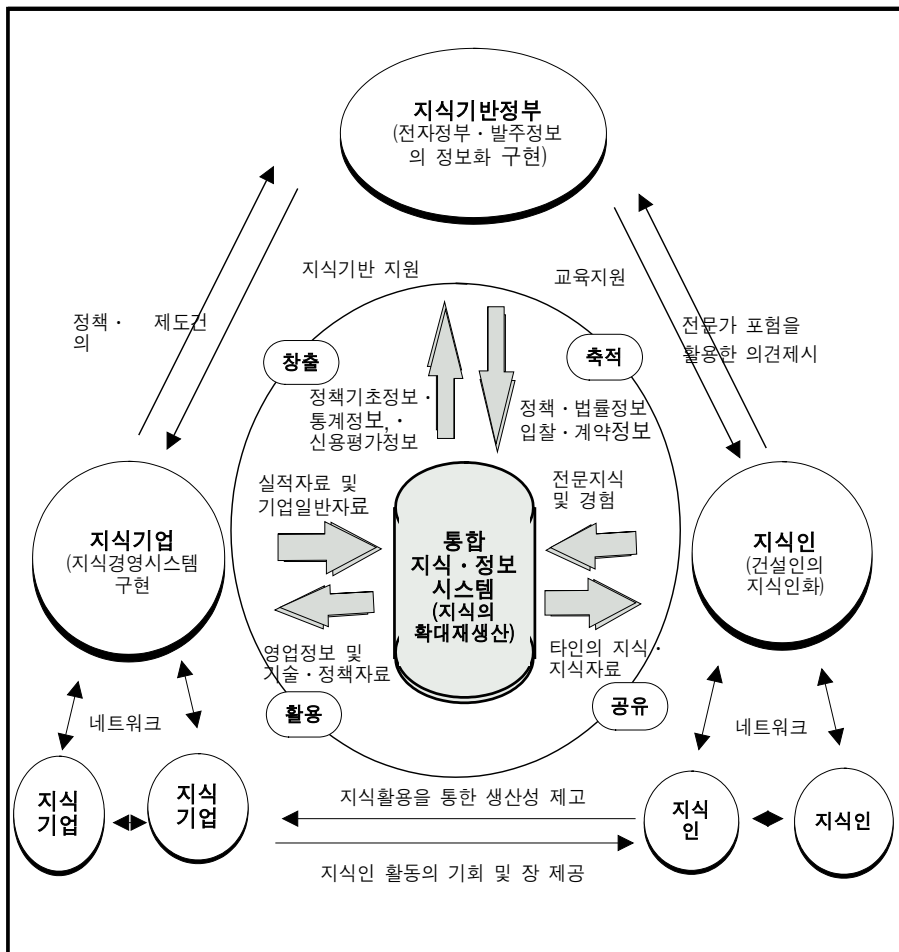 지식기반정부
(전자정부・발주정보
의 정보화 구현)
지식기반 지원
교육지원
정책・ 제도건
의
전문가 포험을
활용한 의견제시
창출
축적
정책기초정보・
통계정보,・
신용평가정보
정책・법률정보
입찰・계약정보
실적자료 및
기업일반자료
전문지식
및 경험
지식기업
(지식경영시스템
구현)
통합
지식・정보
시스템
(지식의
확대재생산)
지식인
(건설인의
지식인화)
영업정보 및
기술・정책자료
타인의 지식・
지식자료
활용
공유
네트워크
네트워크
지식
기업
지식
기업
지식활용을 통한 생산성 제고
지식
인
지식인
지식인 활동의 기회 및 장 제공